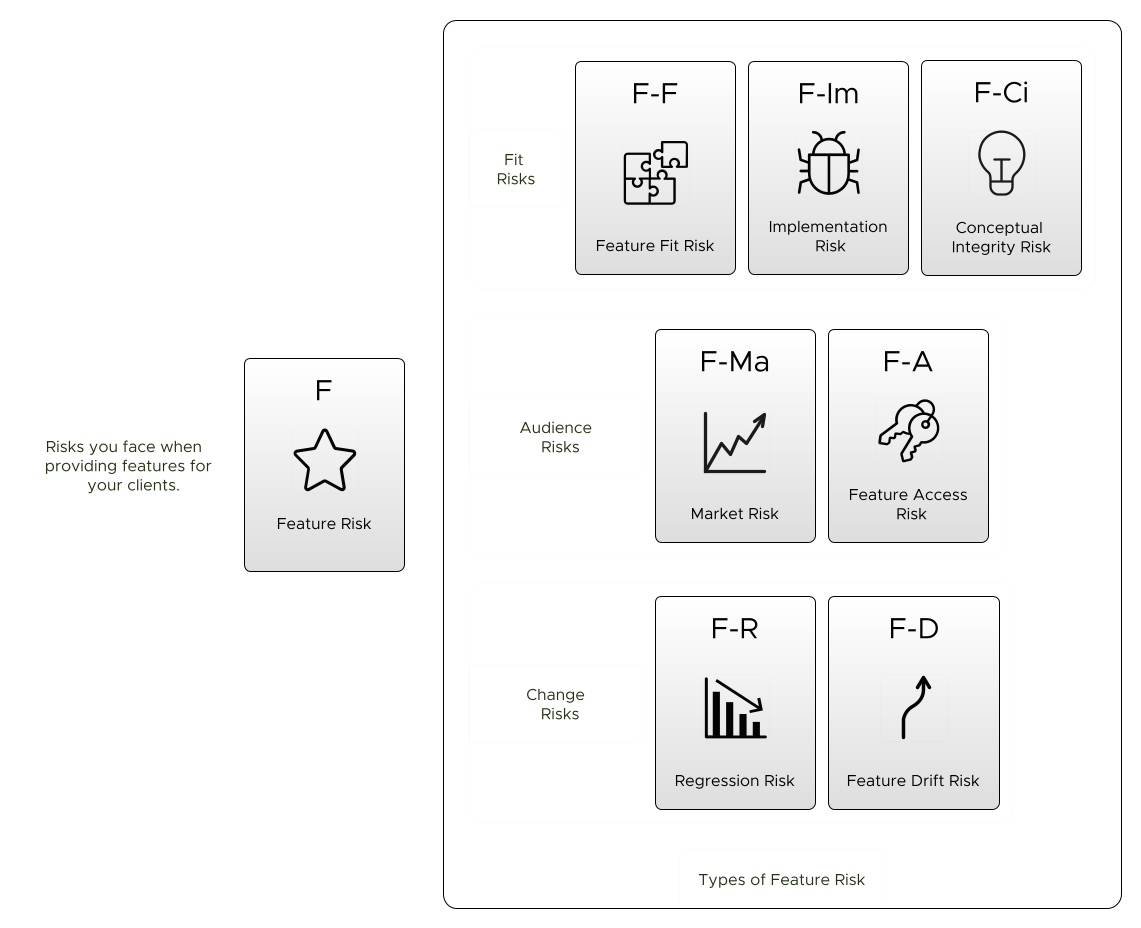 Risks you face when
providing features for
your clients.
F
Feature Risk
Fit
Risks
F-F
Feature Fit Risk
F-Im
Implementation
Risk
F-Ci
Conceptual
Integrity Risk
Audience
Risks
F-Ma
Market Risk
F-A
Feature Access
Risk
Change
Risks
F-R
Regression Risk
F-D
Feature Drift Risk
Types of Feature Risk